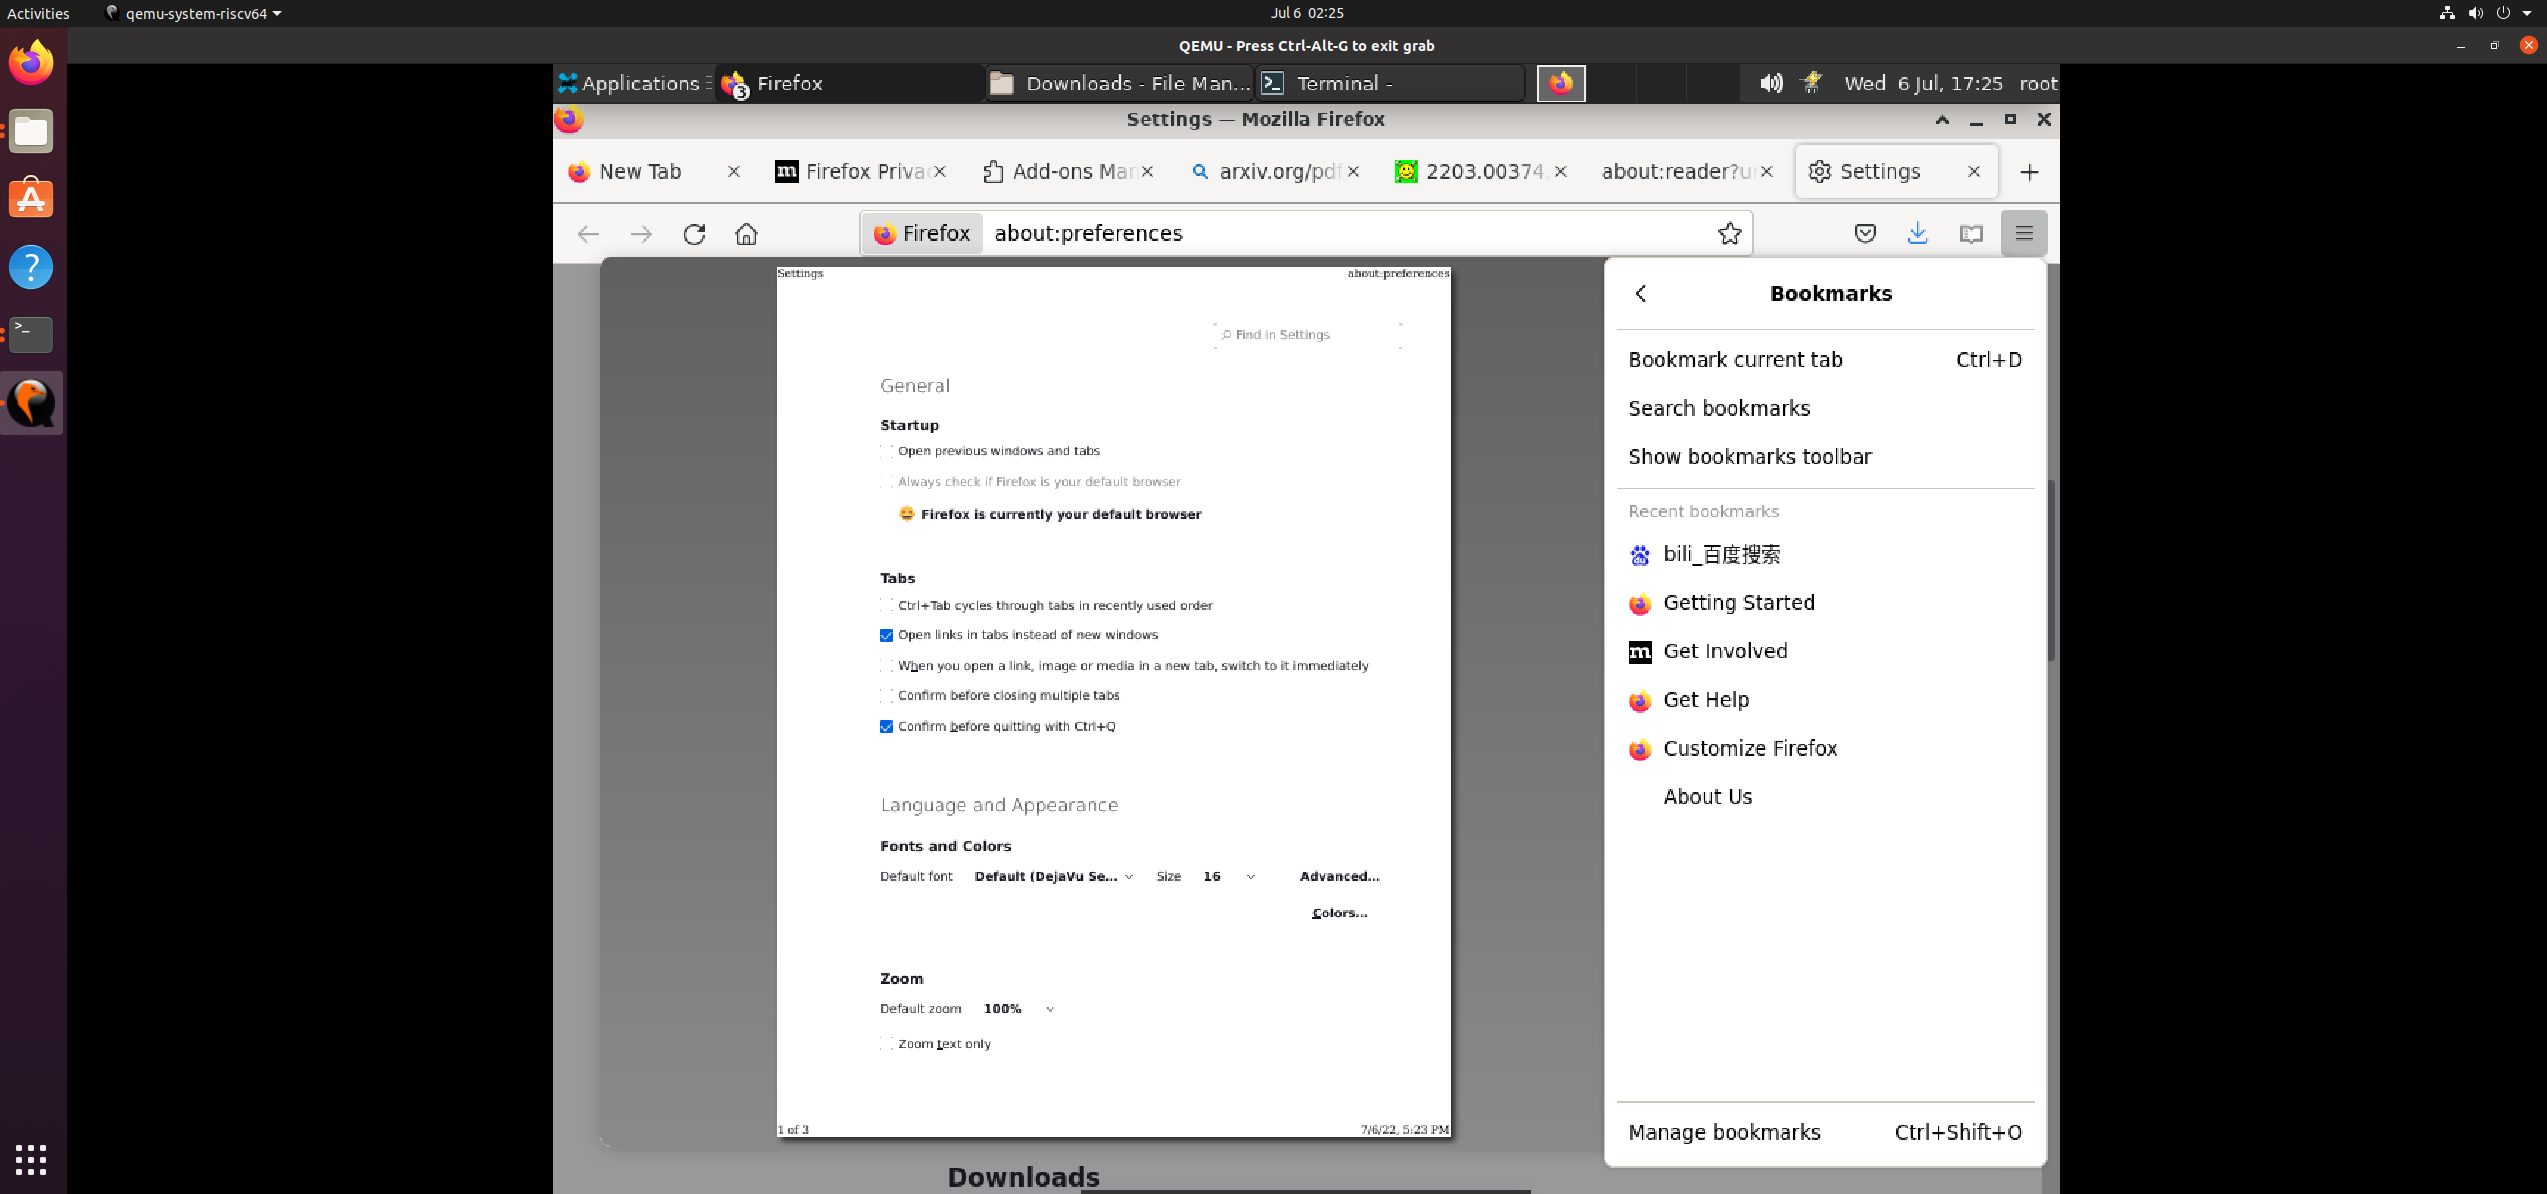 Activities qemu-system-riscv64 Jul 6 02:25
QEMU - Press Ctrl-Alt-G to exit grab
Applications 3 Firefox Downloads - File Man... Terminal - Wed 6 Jul, 17:25 root
Settings — Mozilla Firefox
New Tab Firefox Privac Add-ons Man arxiv.org/pdf 2203.00374. about:reader?u Settings
Firefox about:preferences
Settings about:preferences
Find in Settings
General
Startup
Open previous windows and tabs
Always check if Firefox is your default browser
Firefox is currently your default browser
Tabs
Ctrl+Tab cycles through tabs in recently used order
Open links in tabs instead of new windows
When you open a link, image or media in a new tab, switch to it immediately
Confirm before closing multiple tabs
Confirm before quitting with Ctrl+Q
Language and Appearance
Fonts and Colors
Default font Default (DejaVu Se... Size 16 Advanced...
Colors...
Zoom
Default zoom 100%
Zoom text only
1 of 3 7/6/22, 5:23 PM
Downloads
Bookmarks
Bookmark current tab Ctrl+D
Search bookmarks
Show bookmarks toolbar
Recent bookmarks
bili_百度搜索
Getting Started
m Get Involved
Get Help
Customize Firefox
About Us
Manage bookmarks Ctrl+Shift+O